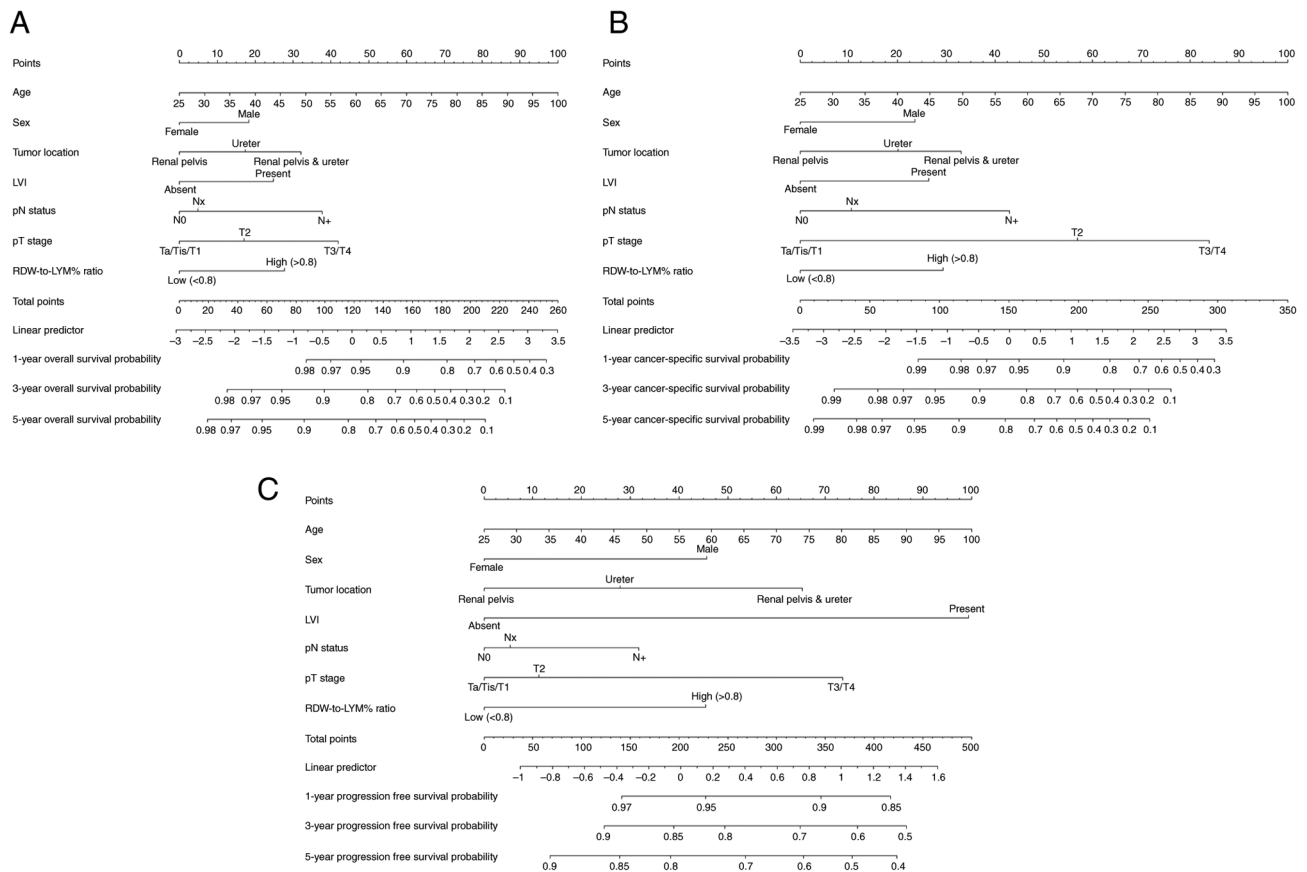 A
Points
0 10 20 30 40 50 60 70 80 90 100
Age
25 30 35 40 45 50 55 60 65 70 75 80 85 90 95 100
Sex
Male
Female
Tumor location
Ureter
Renal pelvis Renal pelvis & ureter
LVI
Present
Absent
pN status
Nx
N0 N+
pT stage
T2
Ta/Tis/T1 T3/T4
RDW-to-LYM% ratio
High (>0.8)
Low (<0.8)
Total points
0 20 40 60 80 100 120 140 160 180 200 220 240 260
Linear predictor
−3 −2.5 −2 −1.5 −1 −0.5 0 0.5 1 1.5 2 2.5 3 3.5
1-year overall survival probability
0.98 0.97 0.95 0.9 0.8 0.7 0.6 0.5 0.4 0.3
3-year overall survival probability
0.98 0.97 0.95 0.9 0.8 0.7 0.6 0.5 0.4 0.3 0.2 0.1
5-year overall survival probability
0.98 0.97 0.95 0.9 0.8 0.7 0.6 0.5 0.4 0.3 0.2 0.1
B
Points
0 10 20 30 40 50 60 70 80 90 100
Age
25 30 35 40 45 50 55 60 65 70 75 80 85 90 95 100
Sex
Male
Female
Tumor location
Ureter
Renal pelvis Renal pelvis & ureter
LVI
Present
Absent
pN status
Nx
N0 N+
pT stage
T2
Ta/Tis/T1 T3/T4
RDW-to-LYM% ratio
High (>0.8)
Low (<0.8)
Total points
0 50 100 150 200 250 300 350
Linear predictor
−3.5 −3 −2.5 −2 −1.5 −1 −0.5 0 0.5 1 1.5 2 2.5 3 3.5
1-year cancer-specific survival probability
0.99 0.98 0.97 0.95 0.9 0.8 0.7 0.6 0.5 0.4 0.3
3-year cancer-specific survival probability
0.99 0.98 0.97 0.95 0.9 0.8 0.7 0.6 0.5 0.4 0.3 0.2 0.1
5-year cancer-specific survival probability
0.99 0.98 0.97 0.95 0.9 0.8 0.7 0.6 0.5 0.4 0.3 0.2 0.1
C
Points
0 10 20 30 40 50 60 70 80 90 100
Age
25 30 35 40 45 50 55 60 65 70 75 80 85 90 95 100
Sex
Male
Female
Tumor location
Ureter
Renal pelvis Renal pelvis & ureter
LVI
Present
Absent
pN status
Nx
N0 N+
pT stage
T2
Ta/Tis/T1 T3/T4
RDW-to-LYM% ratio
High (>0.8)
Low (<0.8)
Total points
0 50 100 150 200 250 300 350 400 450 500
Linear predictor
−1 −0.8 −0.6 −0.4 −0.2 0 0.2 0.4 0.6 0.8 1 1.2 1.4 1.6
1-year progression free survival probability
0.97 0.95 0.9 0.85
3-year progression free survival probability
0.9 0.85 0.8 0.7 0.6 0.5
5-year progression free survival probability
0.9 0.85 0.8 0.7 0.6 0.5 0.4